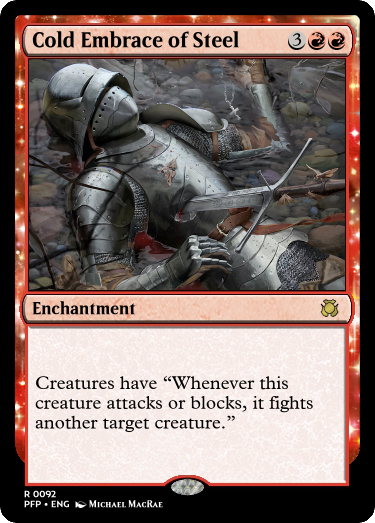 Cold Embrace of Steel 3
Enchantment
Creatures have “Whenever this
creature attacks or blocks, it fights
another target creature.”
R 0092
PFP • ENG Michael MacRae